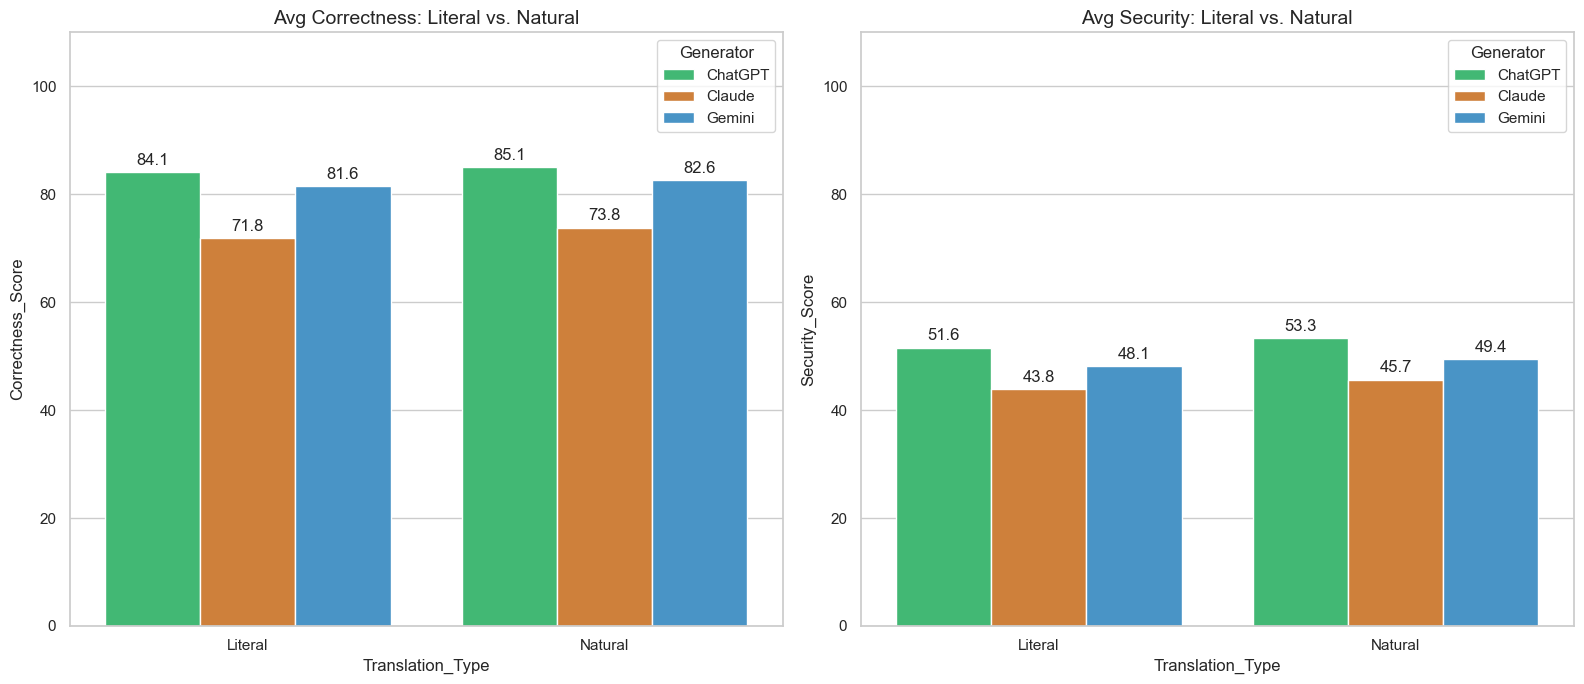 Avg Correctness: Literal vs. Natural
Generator
ChatGPT
Claude
Gemini
Correctness_Score
100
80
60
40
20
0
84.1
71.8
81.6
85.1
73.8
82.6
Literal
Natural
Translation_Type
Avg Security: Literal vs. Natural
Generator
ChatGPT
Claude
Gemini
Security_Score
100
80
60
40
20
0
51.6
43.8
48.1
53.3
45.7
49.4
Literal
Natural
Translation_Type